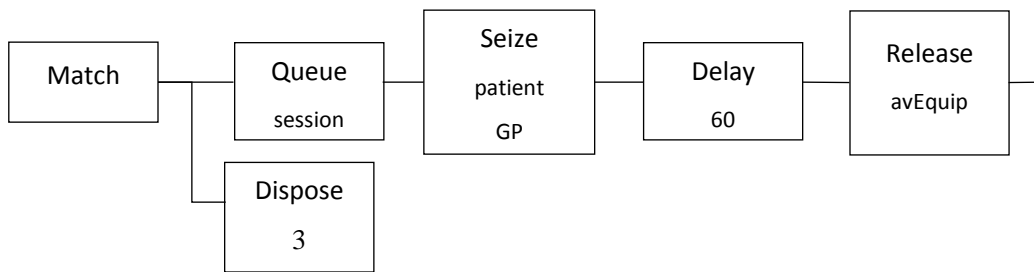 Match
Queue
session
Seize
patient
GP
Delay
60
Release
avEquip
Dispose
3